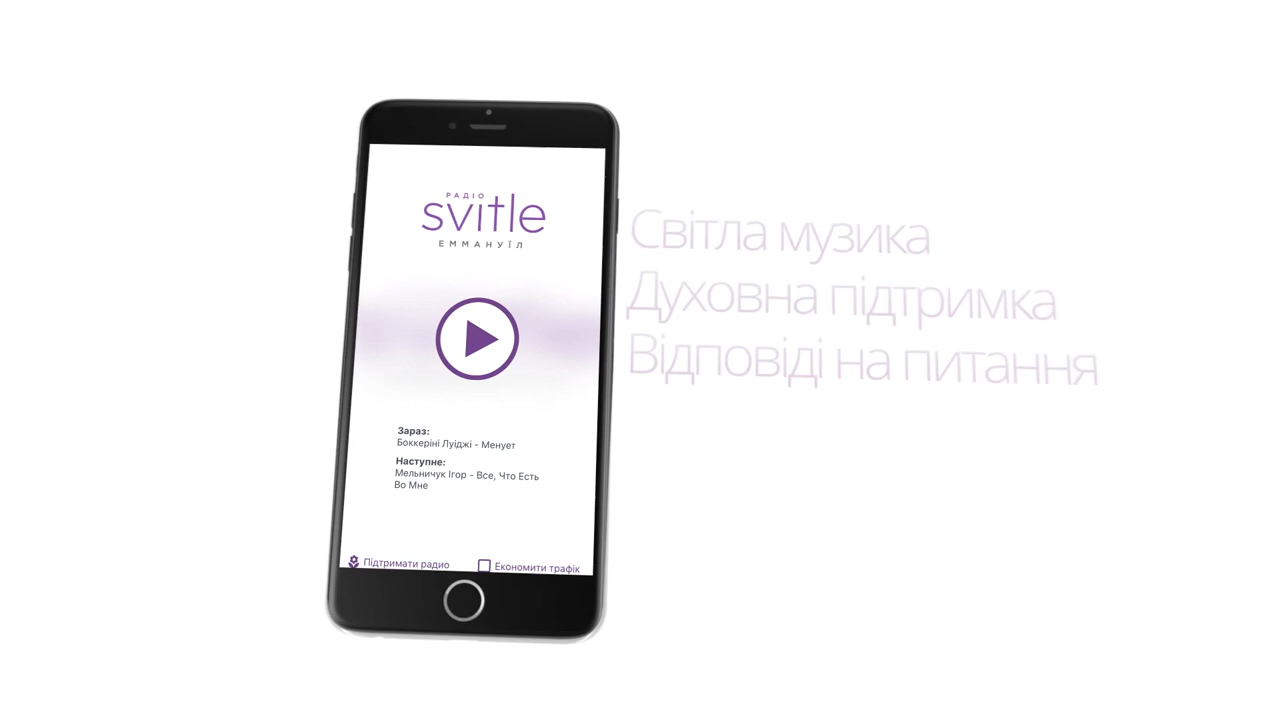 РАДІО
svitle
ЕММАНУЇЛ
Зараз:
Боккеріні Луіджі - Менует
Наступне:
Мельничук Ігор - Все, Что Есть
Во Мне
Підтримати радио
Економити трафік
Світла музика
Духовна підтримка
Відповіді на питання